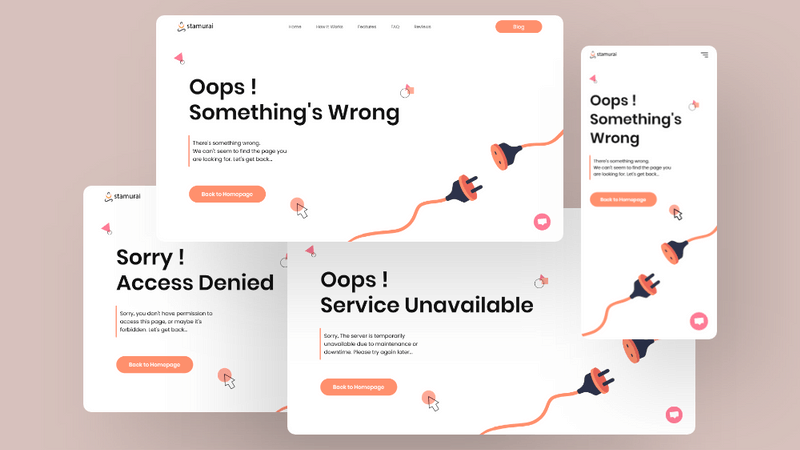 stamurai
Home How It Works Features FAQ Reviews Blog
Oops !
Something's Wrong
There's something wrong.
We can't seem to find the page you
are looking for. Let's get back...
Back to Homepage
stamurai
Oops !
Something's
Wrong
There's something wrong.
We can't seem to find the page you
are looking for. Let's get back...
Back to Homepage
stamurai
Sorry !
Access Denied
Sorry, you don't have permission to
access this page, or maybe it's
forbidden. Let's get back...
Back to Homepage
Oops !
Service Unavailable
Sorry, The server is temporarily
unavailable due to maintenance or
downtime. Please try again later...
Back to Homepage